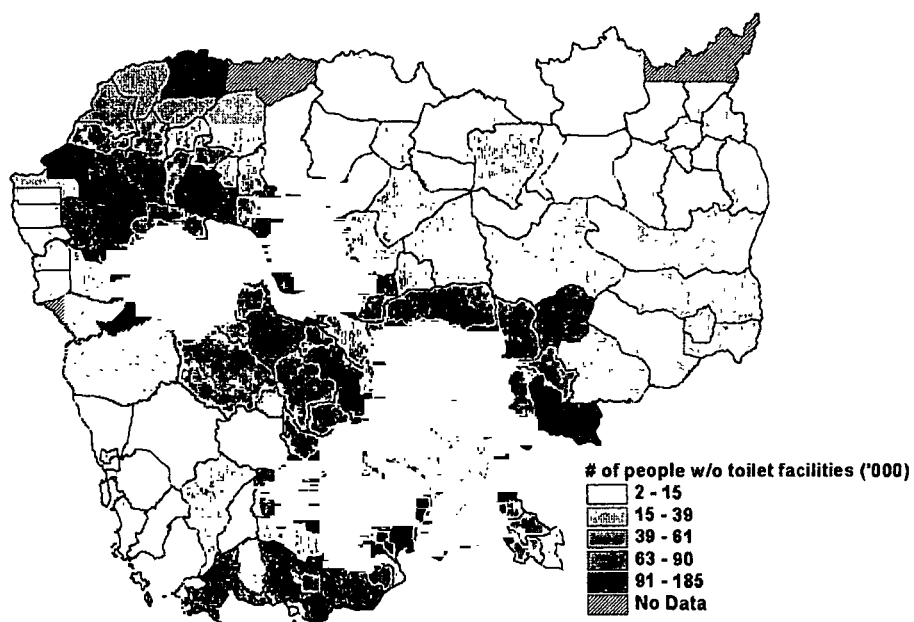 # of people w/o toilet facilities ('000)
2 - 15
15 - 39
39 - 61
63 - 90
91 - 185
No Data